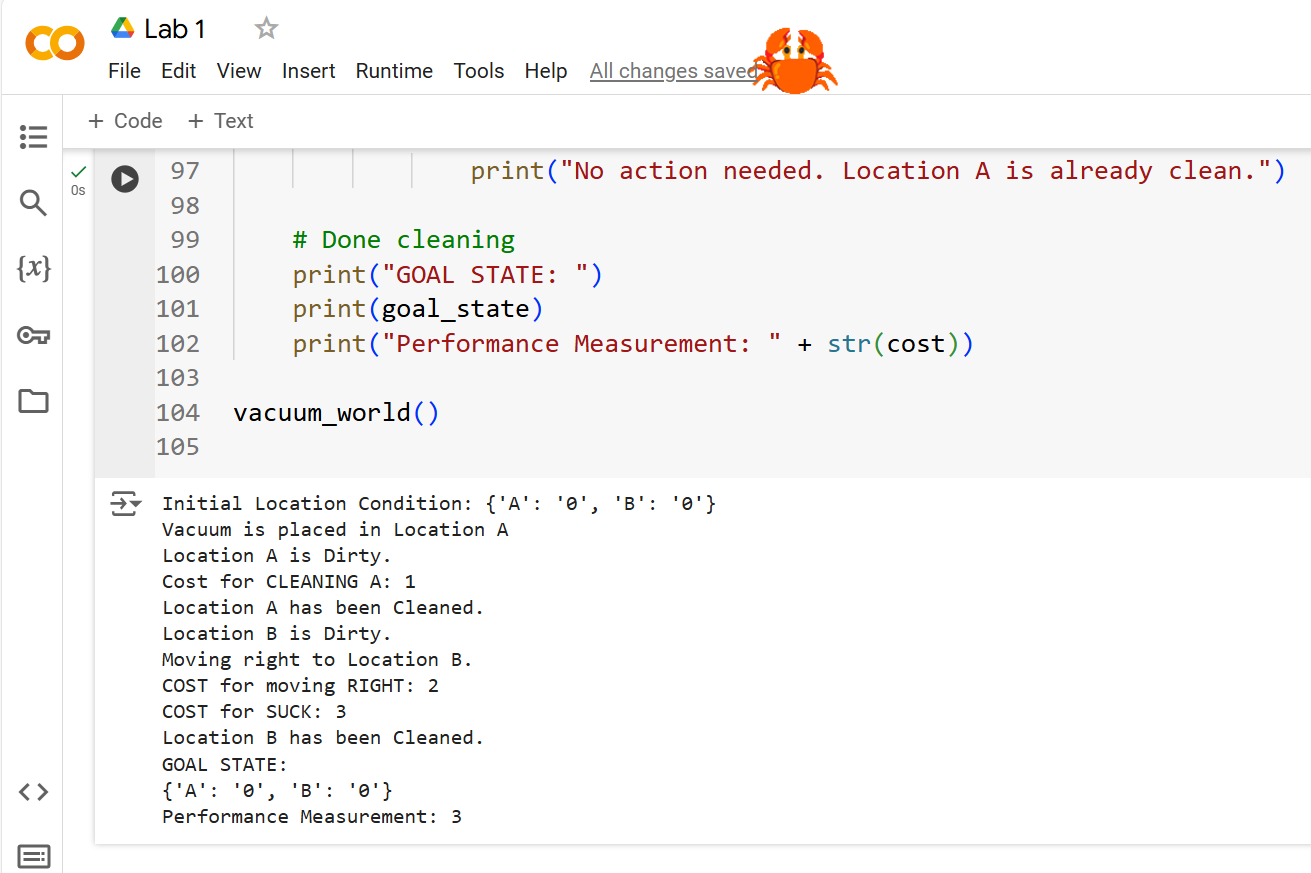 Lab 1
File Edit View Insert Runtime Tools Help All changes saved
+ Code + Text
0s
97 print("No action needed. Location A is already clean.")
98
99 # Done cleaning
100 print("GOAL STATE: ")
101 print(goal_state)
102 print("Performance Measurement: " + str(cost))
103
104 vacuum_world()
105
{x}
Initial Location Condition: {'A': '0', 'B': '0'}
Vacuum is placed in Location A
Location A is Dirty.
Cost for CLEANING A: 1
Location A has been Cleaned.
Location B is Dirty.
Moving right to Location B.
COST for moving RIGHT: 2
COST for SUCK: 3
Location B has been Cleaned.
GOAL STATE:
{'A': '0', 'B': '0'}
Performance Measurement: 3